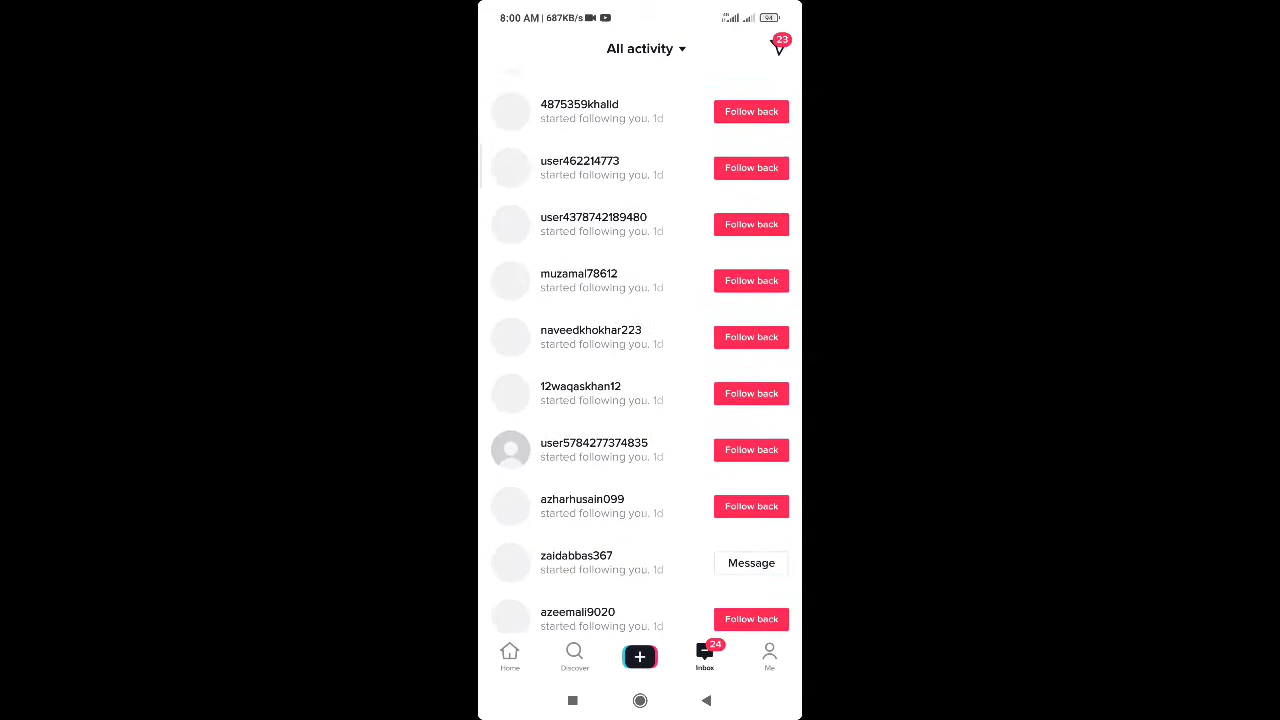 8:00 AM | 687KB/s
4G
94
All activity
23
4875359khalid
started following you. 1d
Follow back
user462214773
started following you. 1d
Follow back
user4378742189480
started following you. 1d
Follow back
muzamal78612
started following you. 1d
Follow back
naveedkhokhar223
started following you. 1d
Follow back
12waqaskhan12
started following you. 1d
Follow back
user5784277374835
started following you. 1d
Follow back
azharhusain099
started following you. 1d
Follow back
zaidabbas367
started following you. 1d
Message
azeemali9020
started following you. 1d
Follow back
24
Home
Discover
Inbox
Me